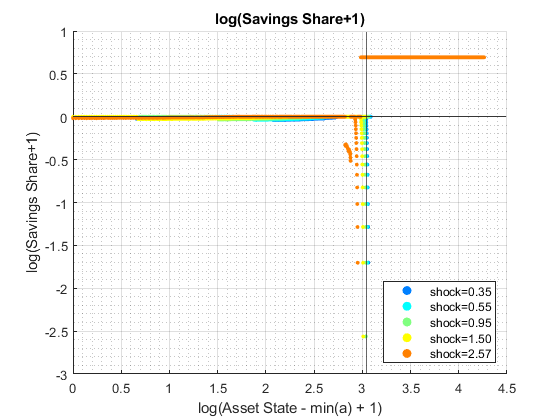 log(Savings Share+1)
1
0.5
0
-0.5
-1
-1.5
-2
-2.5
-3
log(Savings Share+1)
shock=0.35
shock=0.55
shock=0.95
shock=1.50
shock=2.57
0 0.5 1 1.5 2 2.5 3 3.5 4 4.5
log(Asset State - min(a) + 1)